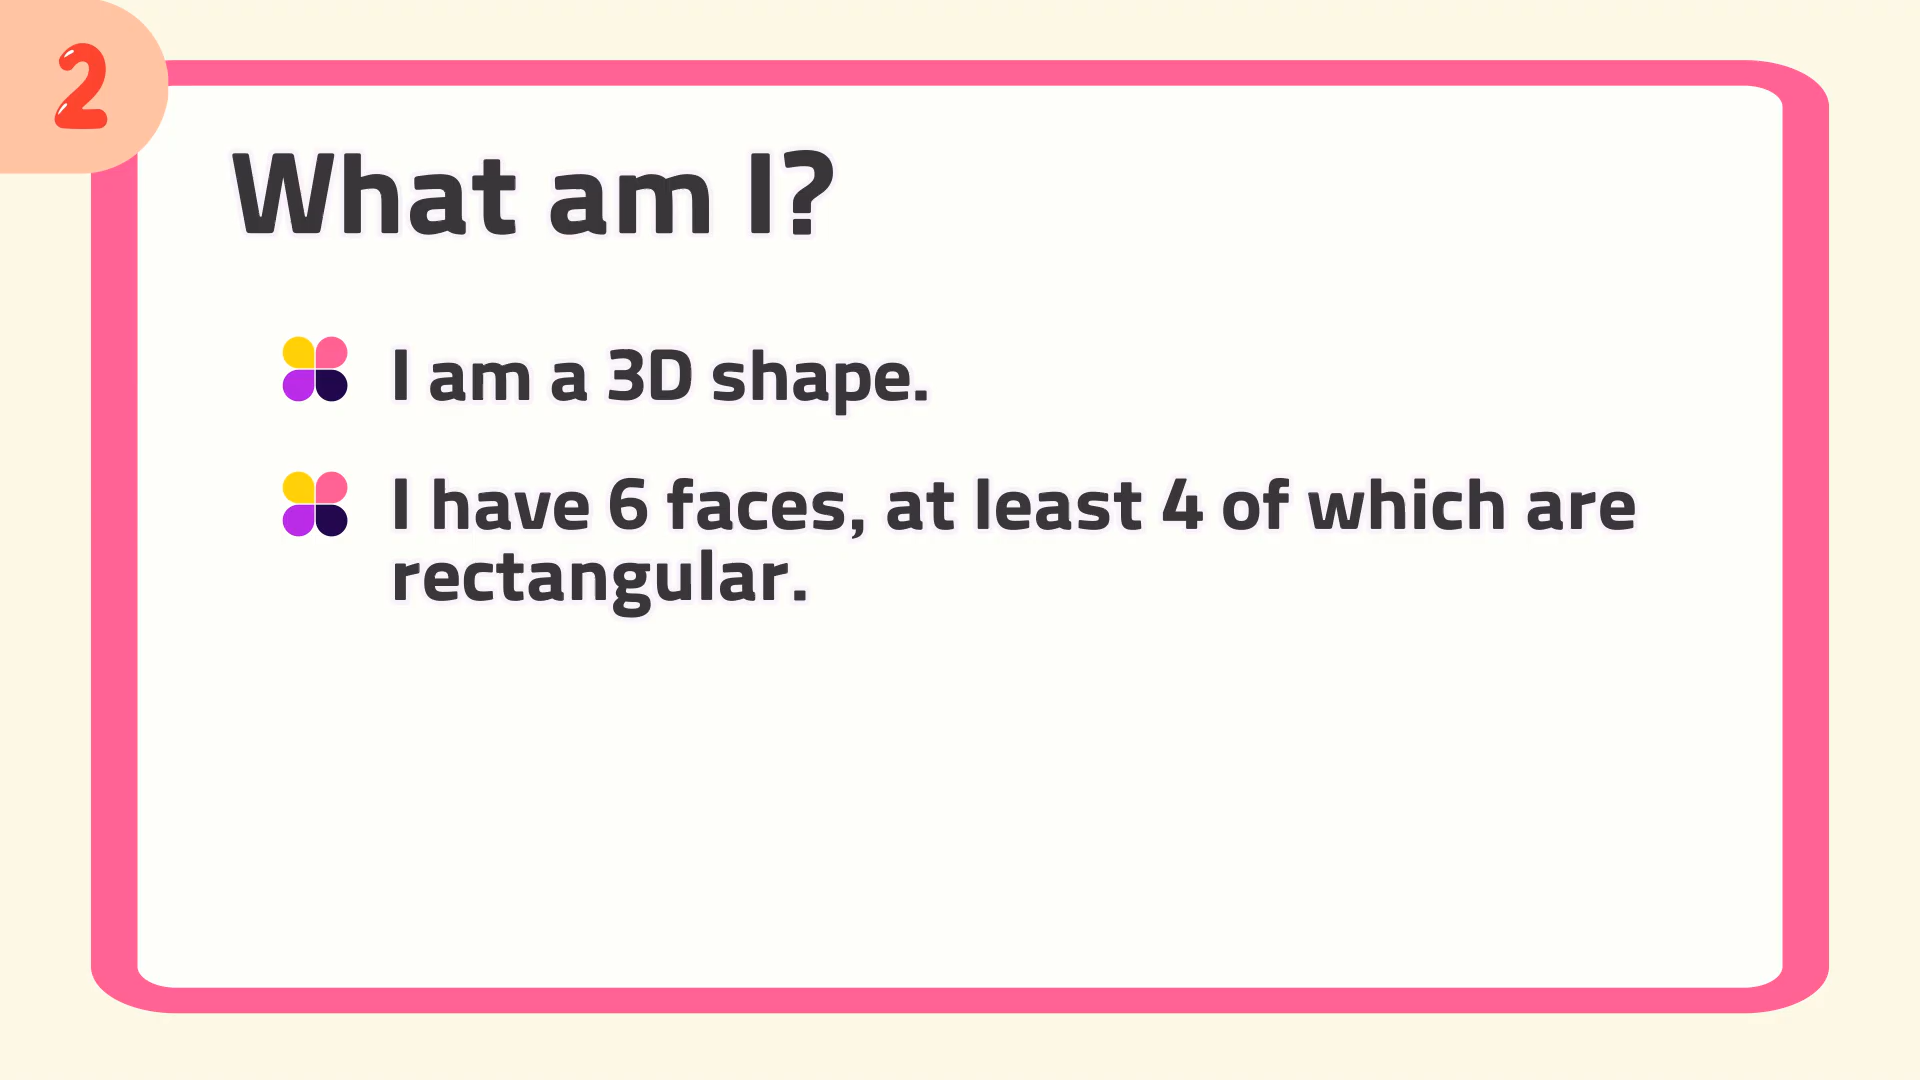 2
What am I?
I am a 3D shape.
I have 6 faces, at least 4 of which are
rectangular.